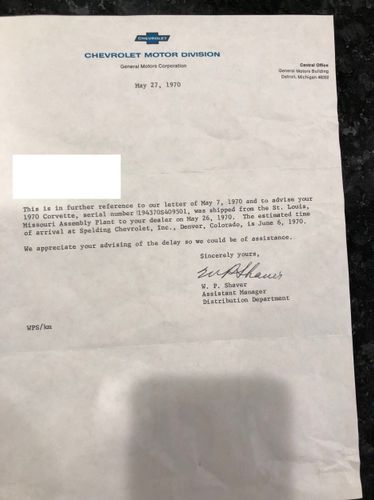 CHEVROLET
CHEVROLET MOTOR DIVISION
General Motors Corporation
Central Office
General Motors Building
Detroit, Michigan 48202
May 27, 1970
This is in further reference to our letter of May 7, 1970 and to advise your
1970 Corvette, serial number 194370S409501, was shipped from the St. Louis,
Missouri Assembly Plant to your dealer on May 26, 1970. The estimated time
of arrival at Spelding Chevrolet, Inc., Denver, Colorado, is June 6, 1970.
We appreciate your advising of the delay so we could be of assistance.
Sincerely yours,
W. P. Shaver
W. P. Shaver
Assistant Manager
Distribution Department
WPS/km